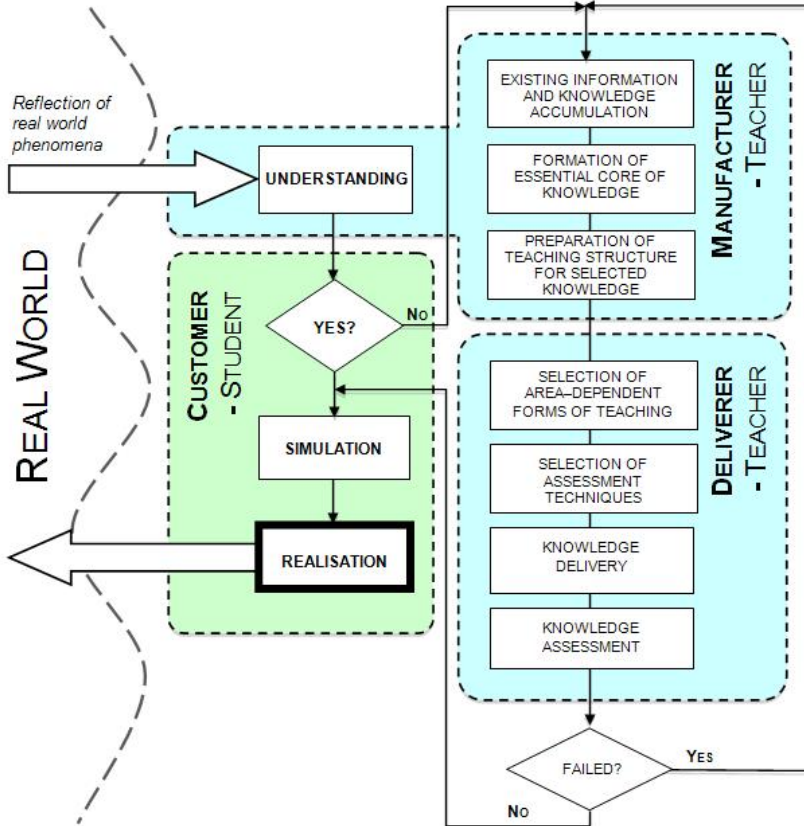 Reflection of
real world
phenomena
REAL WORLD
UNDERSTANDING
YES?
NO
CUSTOMER
- STUDENT
SIMULATION
REALISATION
EXISTING INFORMATION
AND KNOWLEDGE
ACCUMULATION
FORMATION OF
ESSENTIAL CORE OF
KNOWLEDGE
PREPARATION OF
TEACHING STRUCTURE
FOR SELECTED
KNOWLEDGE
MANUFACTURER
- TEACHER
SELECTION OF
AREA–DEPENDENT
FORMS OF TEACHING
SELECTION OF
ASSESSMENT
TECHNIQUES
KNOWLEDGE
DELIVERY
KNOWLEDGE
ASSESSMENT
DELIVERER
- TEACHER
FAILED?
YES
NO